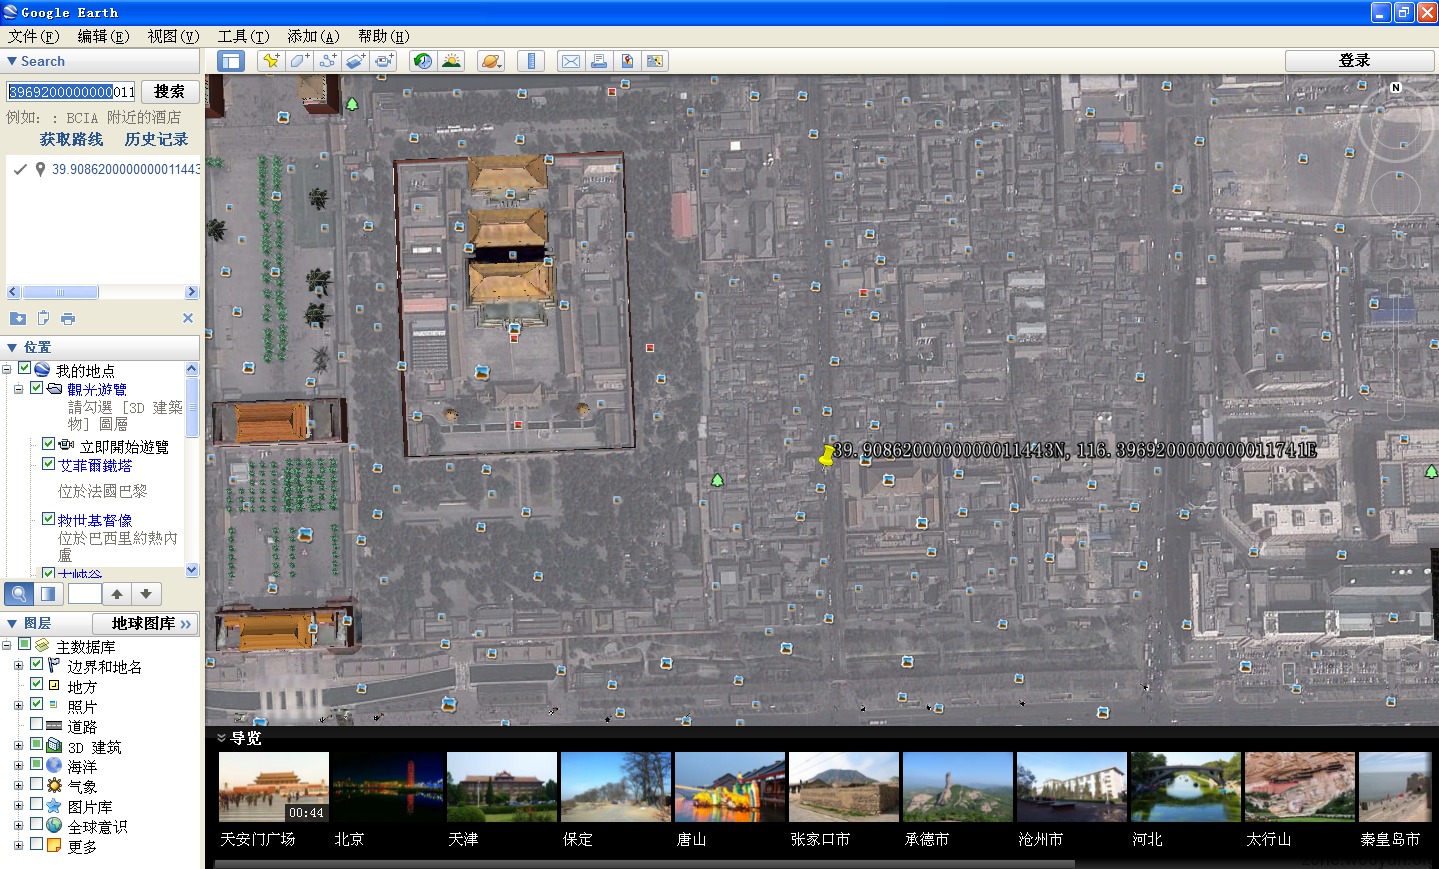 Google Earth
文件(F) 编辑(E) 视图(V) 工具(T) 添加(A) 帮助(H)
Search
登录
3969200000000011 搜索
例如: : BCIA 附近的酒店
获取路线 历史记录
39.9086200000000011443
N
位置
我的地点
觀光遊覽
請勾選 [3D 建築
物] 圖層
立即開始遊覽
艾菲爾鐵塔
位於法國巴黎
救世基督像
位於巴西里約熱內
盧
大峽谷
39.9086200000000011443N, 116.3969200000000011741E
图层 地球图库 >>
主数据库
边界和地名
地方
照片
道路
3D 建筑
海洋
气象
图片库
全球意识
更多
导览
00:44
天安门广场 北京 天津 保定 唐山 张家口市 承德市 沧州市 河北 太行山 秦皇岛市